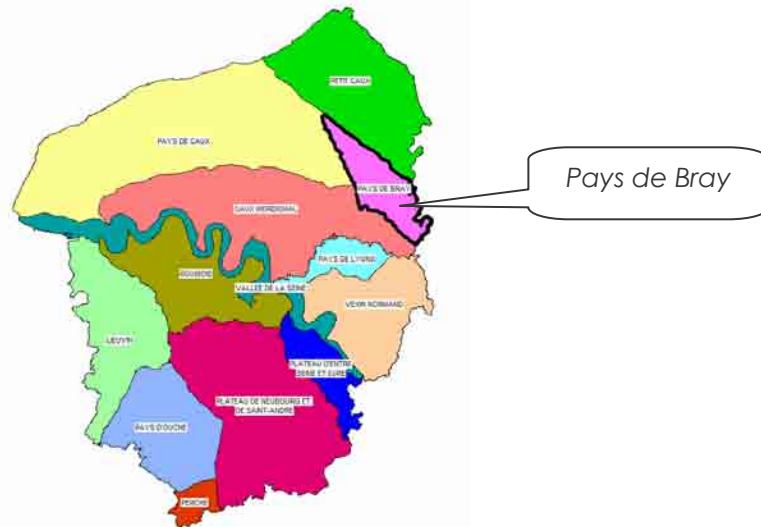 PETIT CAUX
PAYS DE CAUX
Pays de Bray
PAYS DE BRAY
CAUX MERIDIONAL
PAYS DE LYONS
ROUMOIS
VALLEE DE LA SEINE
VEXIN NORMAND
LIEUVIN
PLATEAU D'ENTRE
SEINE ET EURE
PLATEAU DE NEUBOURG ET
DE SAINT-ANDRE
PAYS D'OUCHE
PERCHE